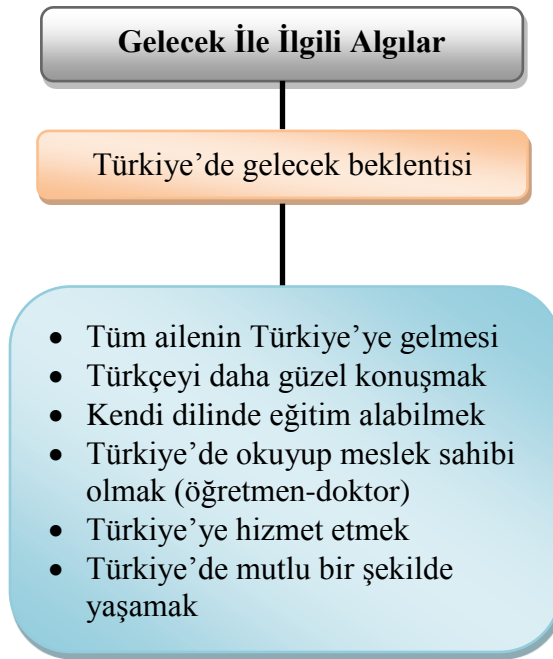 Gelecek İle İlgili Algılar
Türkiye’de gelecek beklentisi
• Tüm ailenin Türkiye’ye gelmesi
• Türkçeyi daha güzel konuşmak
• Kendi dilinde eğitim alabilmek
• Türkiye’de okuyup meslek sahibi
olmak (öğretmen-doktor)
• Türkiye’ye hizmet etmek
• Türkiye’de mutlu bir şekilde
yaşamak